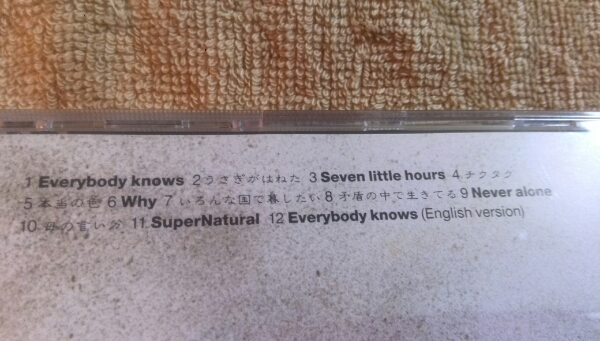 1 Everybody knows 2 うさぎがはねた 3 Seven little hours 4 チクタク
5 本当の色 6 Why 7 いろんな国で暮したい 8 矛盾の中で生きてる 9 Never alone
10 母の言い分 11 SuperNatural 12 Everybody knows (English version)